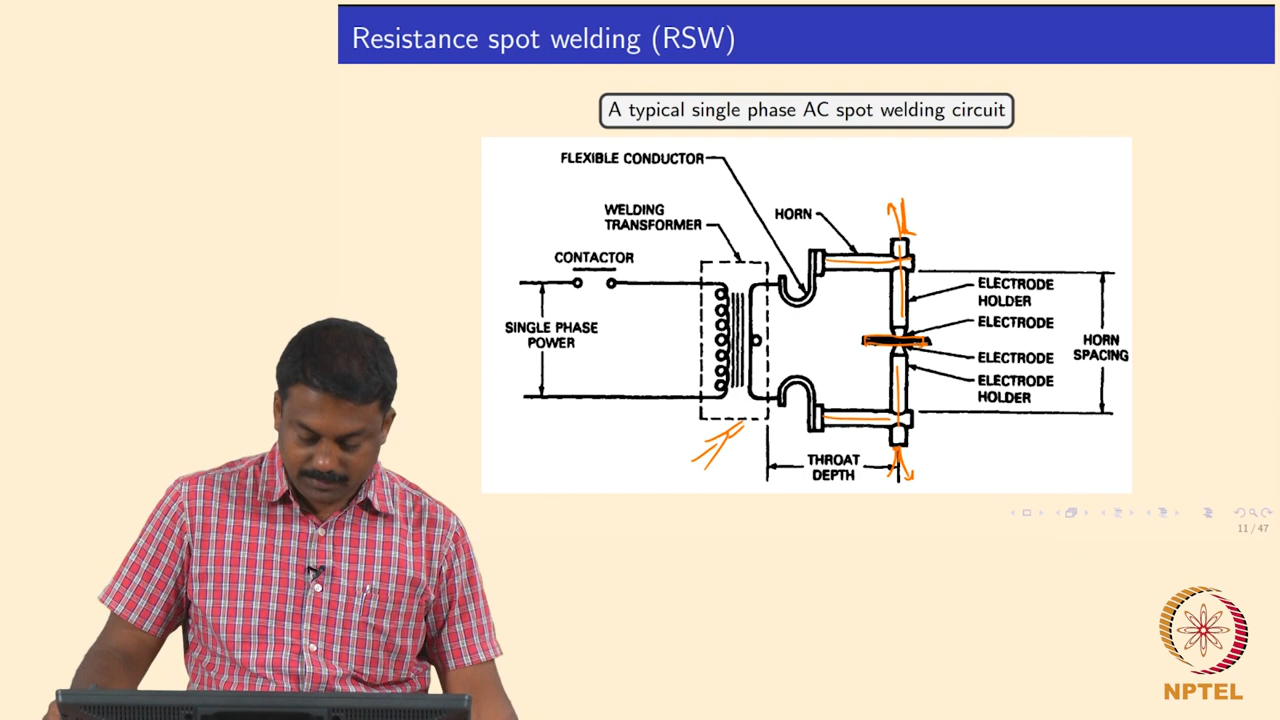 Resistance spot welding (RSW)
A typical single phase AC spot welding circuit
FLEXIBLE CONDUCTOR
WELDING
TRANSFORMER
HORN
CONTACTOR
SINGLE PHASE
POWER
ELECTRODE
HOLDER
ELECTRODE
ELECTRODE
ELECTRODE
HOLDER
HORN
SPACING
THROAT
DEPTH
11 / 47
NPTEL